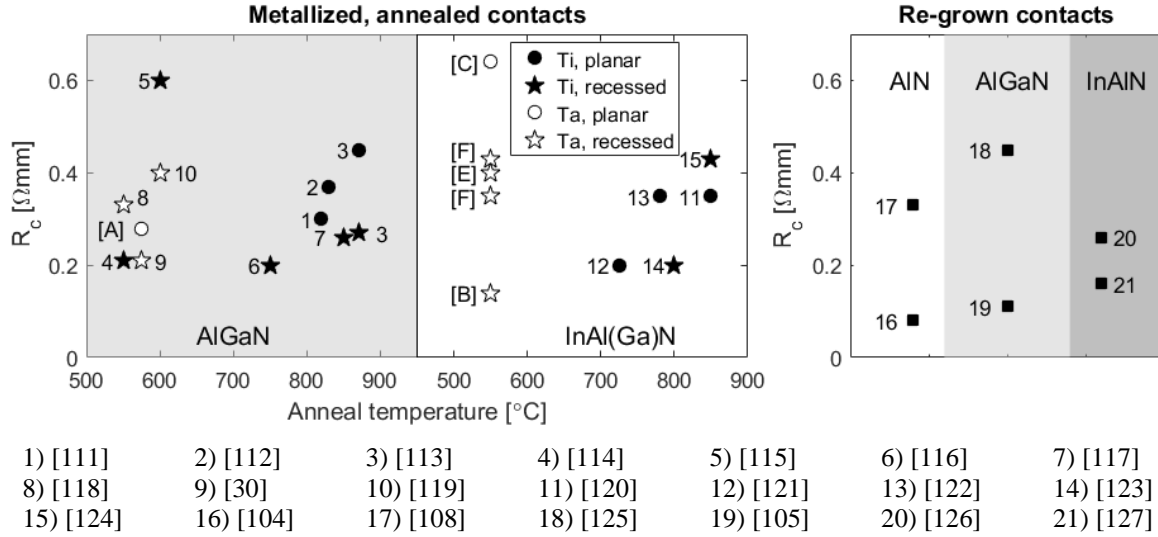 Metallized, annealed contacts
Re-grown contacts
R_c [Ωmm]
0.6
0.4
0.2
0
5
10
8
[A]
4
9
3
2
1
7
3
6
AlGaN
[C]
[F]
[E]
[F]
[B]
Ti, planar
Ti, recessed
Ta, planar
Ta, recessed
15
13
11
12
14
InAl(Ga)N
500 600 700 800 900 500 600 700 800 900
Anneal temperature [°C]
R_c [Ωmm]
0.6
0.4
0.2
0
AlN AlGaN InAlN
18
17
20
21
19
16
1) [111] 2) [112] 3) [113] 4) [114] 5) [115] 6) [116] 7) [117]
8) [118] 9) [30] 10) [119] 11) [120] 12) [121] 13) [122] 14) [123]
15) [124] 16) [104] 17) [108] 18) [125] 19) [105] 20) [126] 21) [127]